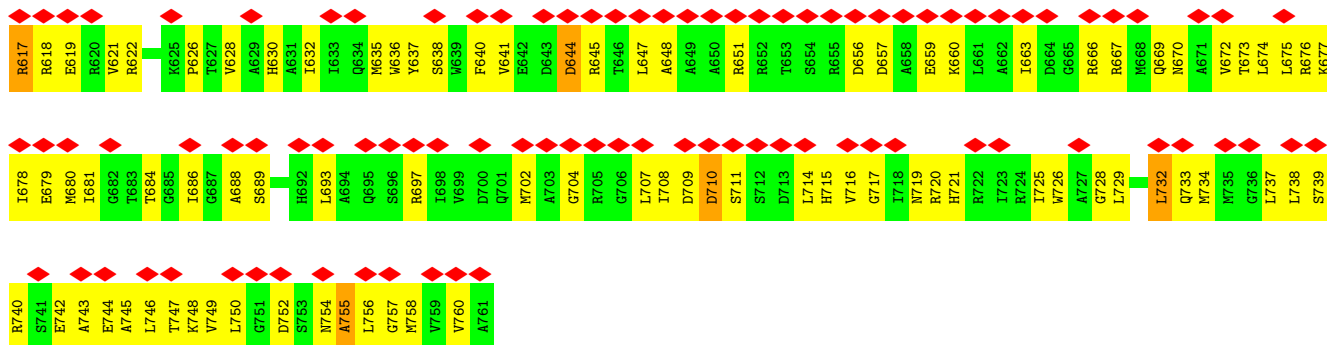 R617 R618 E619 R620 V621 R622 K625 P626 T627 V628 A629 H630 A631 I632 I633 Q634 M635 W636 Y637 S638 W639 F640 V641 E642 D643 D644 R645 T646 L647 A648 A649 A650 R651 R652 T653 S654 R655 D656 D657 A658 E659 K660 L661 A662 I663 D664 G665 R666 R667 M668 Q669 N670 A671 V672 T673 L674 L675 R676 K677
I678 E679 M680 I681 G682 T683 T684 G685 I686 G687 A688 S689 H692 L693 A694 Q695 S696 R697 I698 V699 D700 Q701 M702 A703 G704 R705 G706 L707 I708 D709 D710 S711 S712 D713 L714 H715 V716 G717 I718 N719 R720 H721 R722 I723 R724 I725 W726 A727 G728 L729 L732 Q733 M734 M735 G736 L737 L738 S739
R740 S741 E742 A743 E744 A745 L746 T747 K748 V749 L750 G751 D752 S753 N754 A755 L756 G757 M758 V759 V760 A761